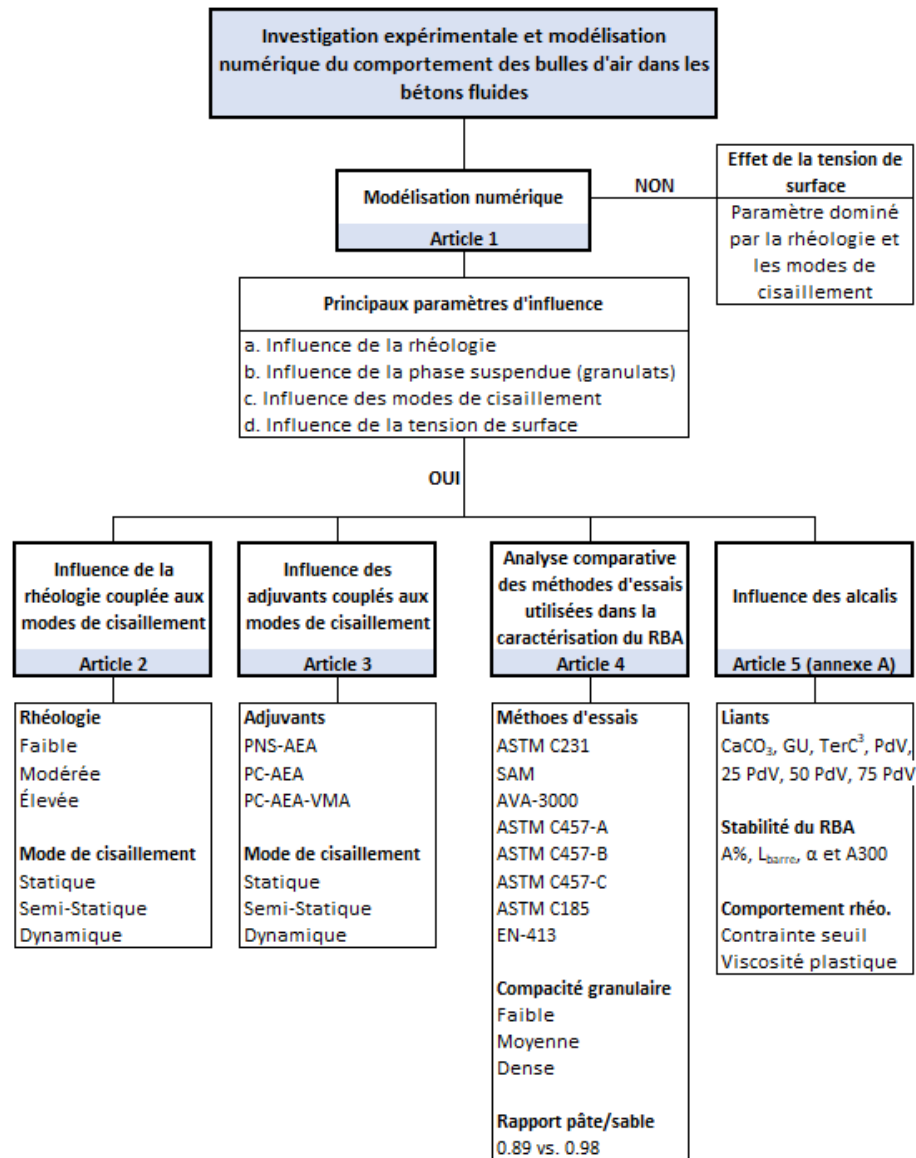 Investigation expérimentale et modélisation
numérique du comportement des bulles d'air dans les
bétons fluides
Modélisation numérique
Article 1
NON
Effet de la tension de
surface
Paramètre dominé
par la rhéologie et
les modes de
cisaillement
Principaux paramètres d'influence
a. Influence de la rhéologie
b. Influence de la phase suspendue (granulats)
c. Influence des modes de cisaillement
d. Influence de la tension de surface
OUI
Influence de la
rhéologie couplée aux
modes de cisaillement
Article 2
Rhéologie
Faible
Modérée
Élevée
Mode de cisaillement
Statique
Semi-Statique
Dynamique
Influence des
adjuvants couplés aux
modes de cisaillement
Article 3
Adjuvants
PNS-AEA
PC-AEA
PC-AEA-VMA
Mode de cisaillement
Statique
Semi-Statique
Dynamique
Analyse comparative
des méthodes d'essais
utilisées dans la
caractérisation du RBA
Article 4
Méthoes d'essais
ASTM C231
SAM
AVA-3000
ASTM C457-A
ASTM C457-B
ASTM C457-C
ASTM C185
EN-413
Compacité granulaire
Faible
Moyenne
Dense
Rapport pâte/sable
0.89 vs. 0.98
Influence des alcalis
Article 5 (annexe A)
Liants
CaCO₃, GU, TerC³, PdV,
25 PdV, 50 PdV, 75 PdV
Stabilité du RBA
A%, L_barre, α et A300
Comportement rhéo.
Contrainte seuil
Viscosité plastique